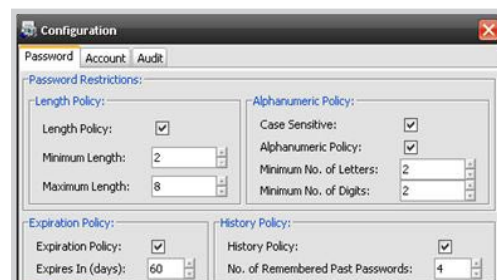 Configuration
Password Account Audit
Password Restrictions:
Length Policy:
Length Policy:
Minimum Length: 2
Maximum Length: 8
Alphanumeric Policy:
Case Sensitive:
Alphanumeric Policy:
Minimum No. of Letters: 2
Minimum No. of Digits: 2
Expiration Policy:
Expiration Policy:
Expires In (days): 60
History Policy:
History Policy:
No. of Remembered Past Passwords: 4